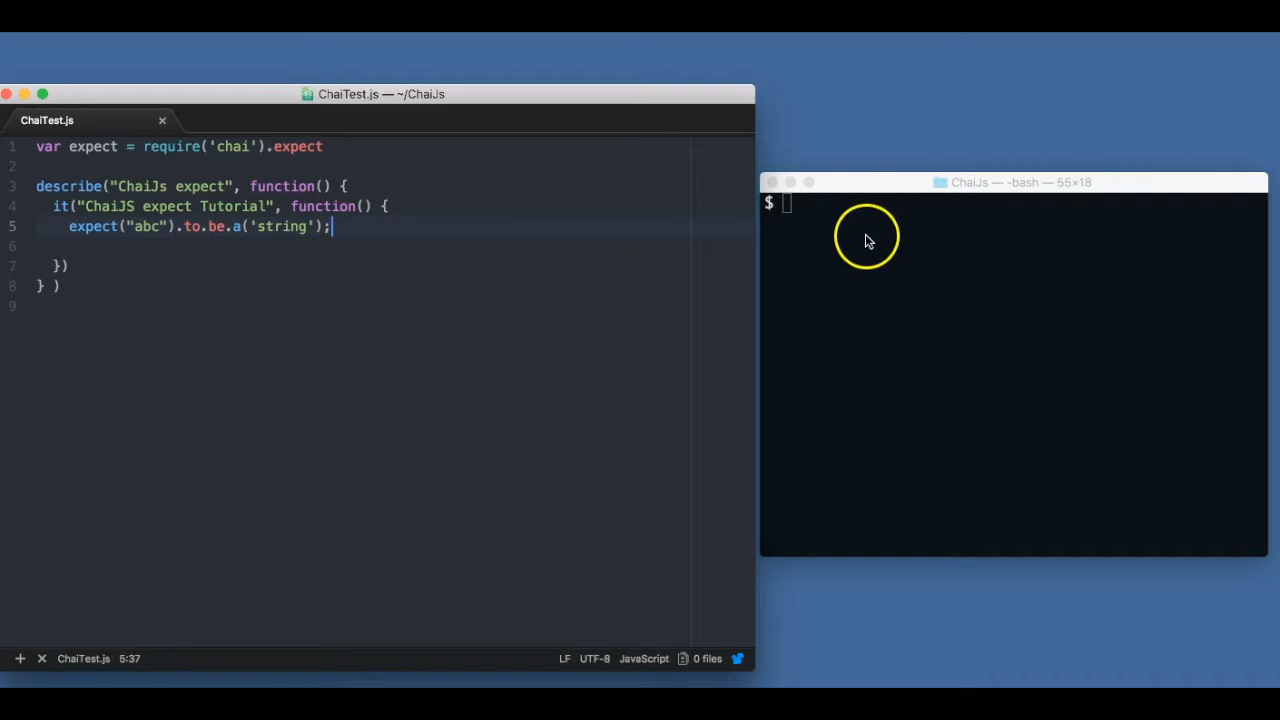 ChaiTest.js — ~/ChaiJs
ChaiTest.js
1 var expect = require('chai').expect
2
3 describe("ChaiJs expect", function() {
4 it("ChaiJS expect Tutorial", function() {
5 expect("abc").to.be.a('string');
6
7 })
8 } )
9
ChaiTest.js 5:37
LF UTF-8 JavaScript 0 files
ChaiJs — -bash — 55×18
$